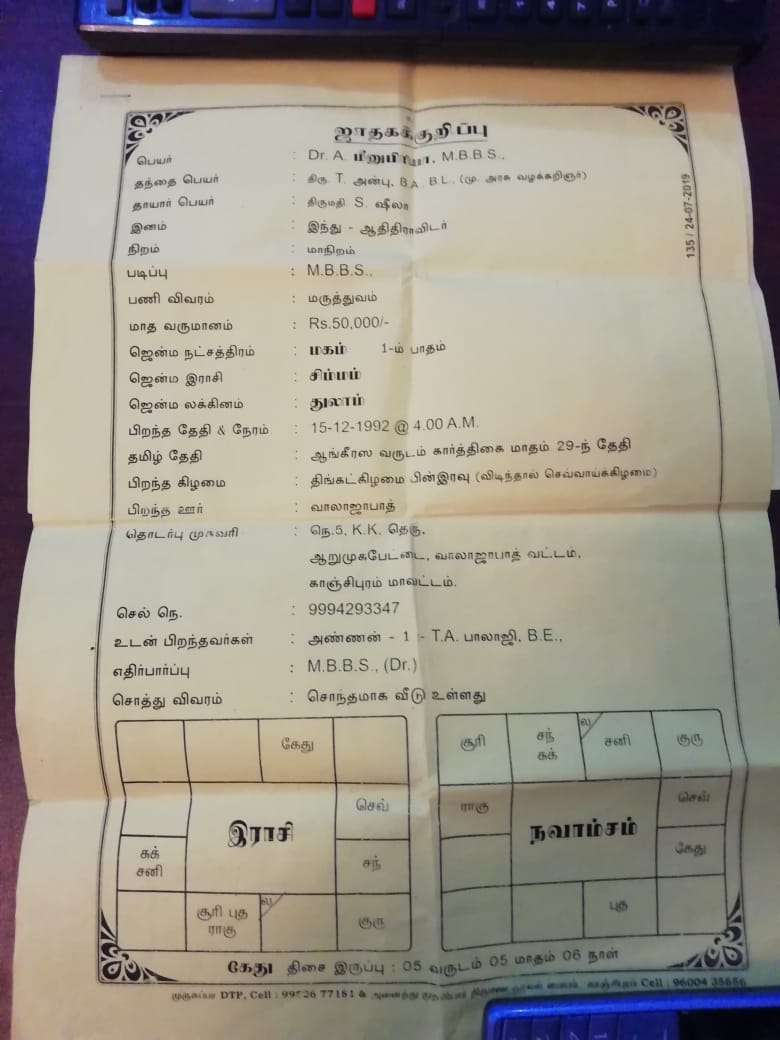 ஜாதகக்குறிப்பு
பெயர் : Dr. A. மீனுபிரியா, M.B.B.S.,
தந்தை பெயர் : திரு. T. அன்பு, B.A., B.L., (மு. அரசு வழக்கறிஞர்)
தாயார் பெயர் : திருமதி. S. ஷீலா
இனம் : இந்து - ஆதிதிராவிடர்
நிறம் : மாநிறம்
படிப்பு : M.B.B.S.,
பணி விவரம் : மருத்துவம்
மாத வருமானம் : Rs.50,000/-
ஜென்ம நட்சத்திரம் : மகம் 1-ம் பாதம்
ஜென்ம இராசி : சிம்மம்
ஜென்ம லக்கினம் : துலாம்
பிறந்த தேதி & நேரம் : 15-12-1992 @ 4.00 A.M.
தமிழ் தேதி : ஆங்கீரஸ வருடம் கார்த்திகை மாதம் 29-ந் தேதி
பிறந்த கிழமை : திங்கட்கிழமை பின்இரவு (விடிந்தால் செவ்வாய்க்கிழமை)
பிறந்த ஊர் : வாலாஜாபாத்
தொடர்பு முகவரி : நெ.5, K.K. தெரு,
ஆறுமுகபேட்டை, வாலாஜாபாத் வட்டம்,
காஞ்சிபுரம் மாவட்டம்.
செல் நெ. : 9994293347
உடன் பிறந்தவர்கள் : அண்ணன் - 1 - T.A. பாலாஜி, B.E.,
எதிர்பார்ப்பு : M.B.B.S., (Dr.)
சொத்து விவரம் : சொந்தமாக வீடு உள்ளது
135 / 24-07-2019
கேது
செவ்
இராசி
சுக்
சனி
சந்
சூரி புத
ராகு
ல
குரு
சூரி
சந்
சுக்
ல
சனி
குரு
ராகு
செவ்
நவாம்சம்
கேது
புத
கேது திசை இருப்பு : 05 வருடம் 05 மாதம் 06 நாள்
DTP, Cell : 99526 77181 & அனைத்து காஞ்சிபுரம் Cell : 96004 35656